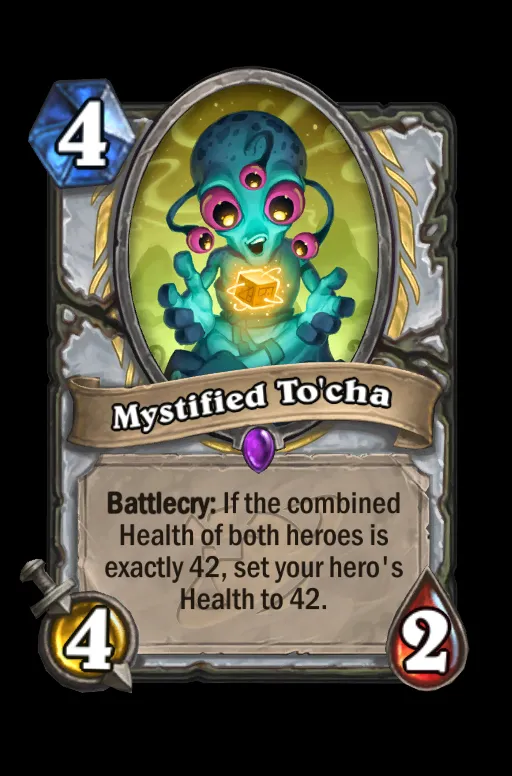 4
Mystified To'cha
Battlecry: If the combined
Health of both heroes is
exactly 42, set your hero's
Health to 42.
4
2